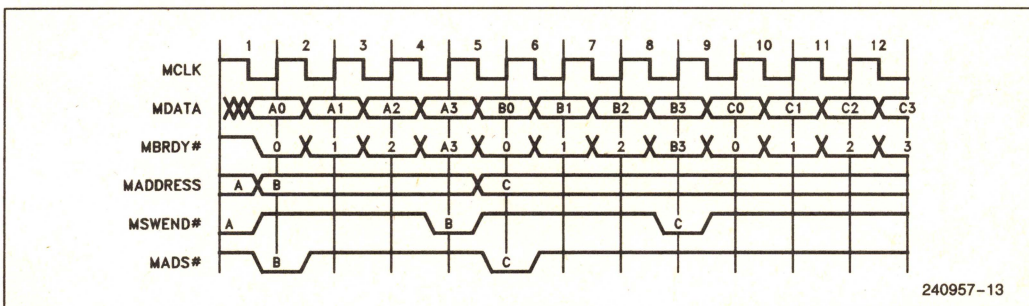 1 2 3 4 5 6 7 8 9 10 11 12
MCLK
MDATA A0 A1 A2 A3 B0 B1 B2 B3 C0 C1 C2 C3
MBRDY# 0 1 2 A3 0 1 2 B3 0 1 2 3
MADDRESS A B C
MSWEND# A B C
MADS# B C
240957-13